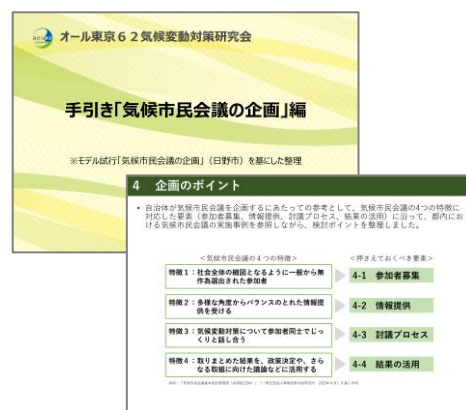 オール東京６２気候変動対策研究会
手引き「気候市民会議の企画」編
※モデル試行「気候市民会議の企画」（日野市）を基にした整理
4 企画のポイント
• 自治体が気候市民会議を企画するにあたっての参考として、気候市民会議の4つの特徴に
対応した要素（参加者募集、情報提供、討議プロセス、結果の活用）に沿って、都内にお
ける気候市民会議の実施事例を参照しながら、検討ポイントを整理しました。
＜気候市民会議の４つの特徴＞
＜押さえておくべき要素＞
特徴１：社会全体の縮図となるように一般から無
作為選出された参加者
4-1 参加者募集
特徴２：多様な角度からバランスのとれた情報提
供を受ける
4-2 情報提供
特徴３：気候変動対策について参加者同士でじっ
くりと話し合う
4-3 討議プロセス
特徴４：取りまとめた結果を、政策決定や、さら
なる取組に向けた議論などに活用する
4-4 結果の活用